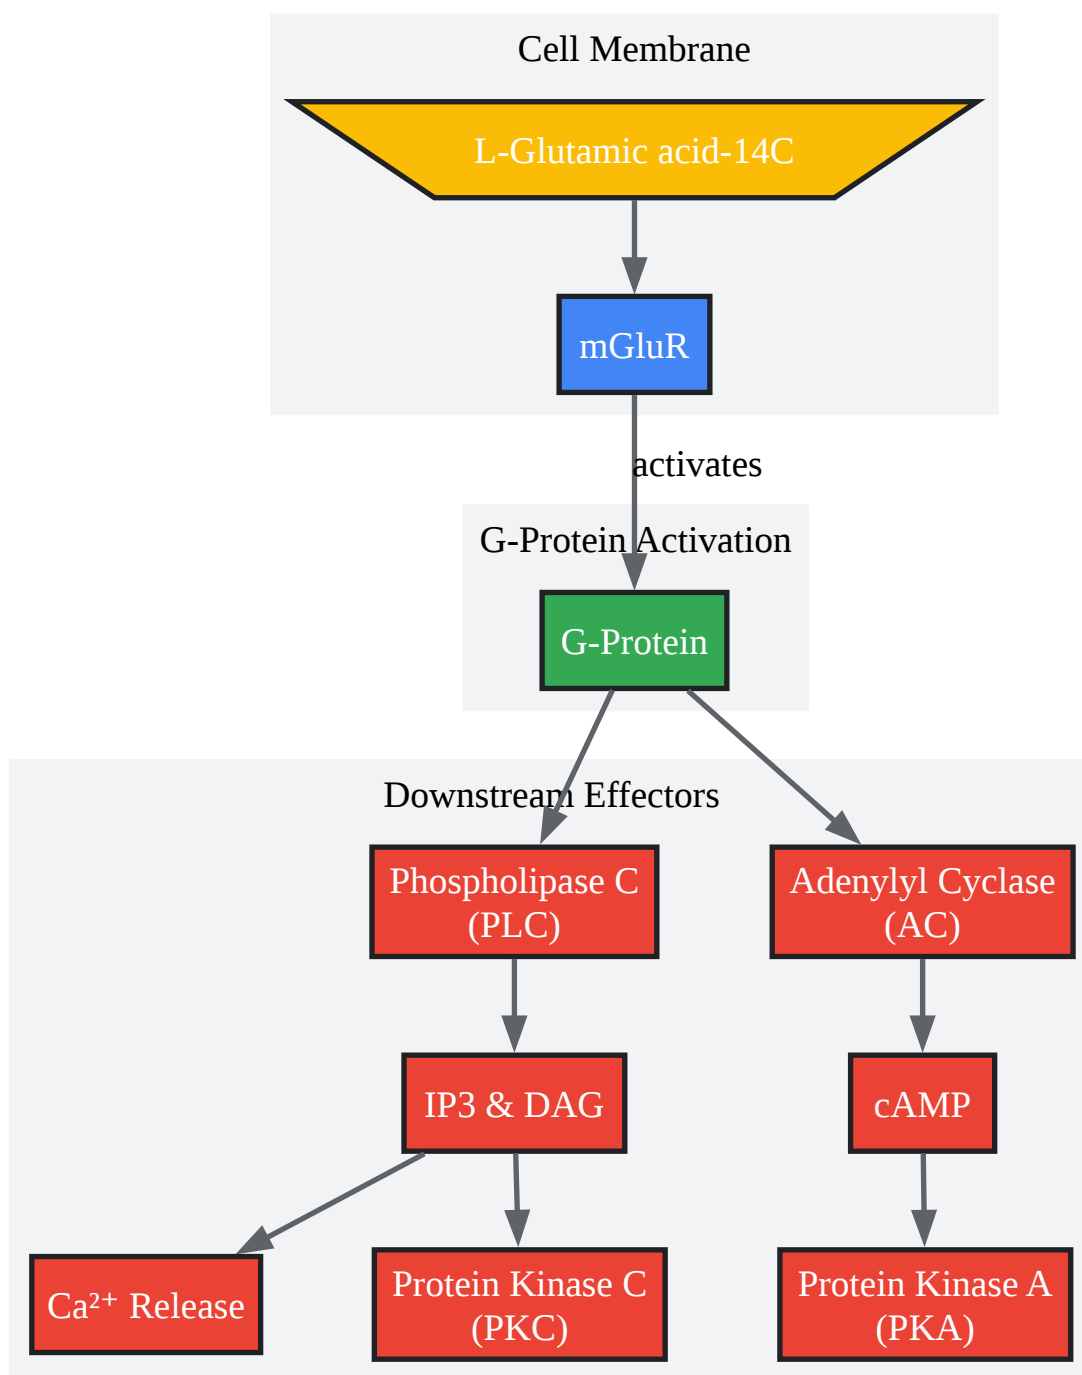 Cell Membrane
L-Glutamic acid-14C
mGluR
activates
G-Protein Activation
G-Protein
Downstream Effectors
Phospholipase C
(PLC)
Adenylyl Cyclase
(AC)
IP3 & DAG
cAMP
Ca²⁺ Release
Protein Kinase C
(PKC)
Protein Kinase A
(PKA)